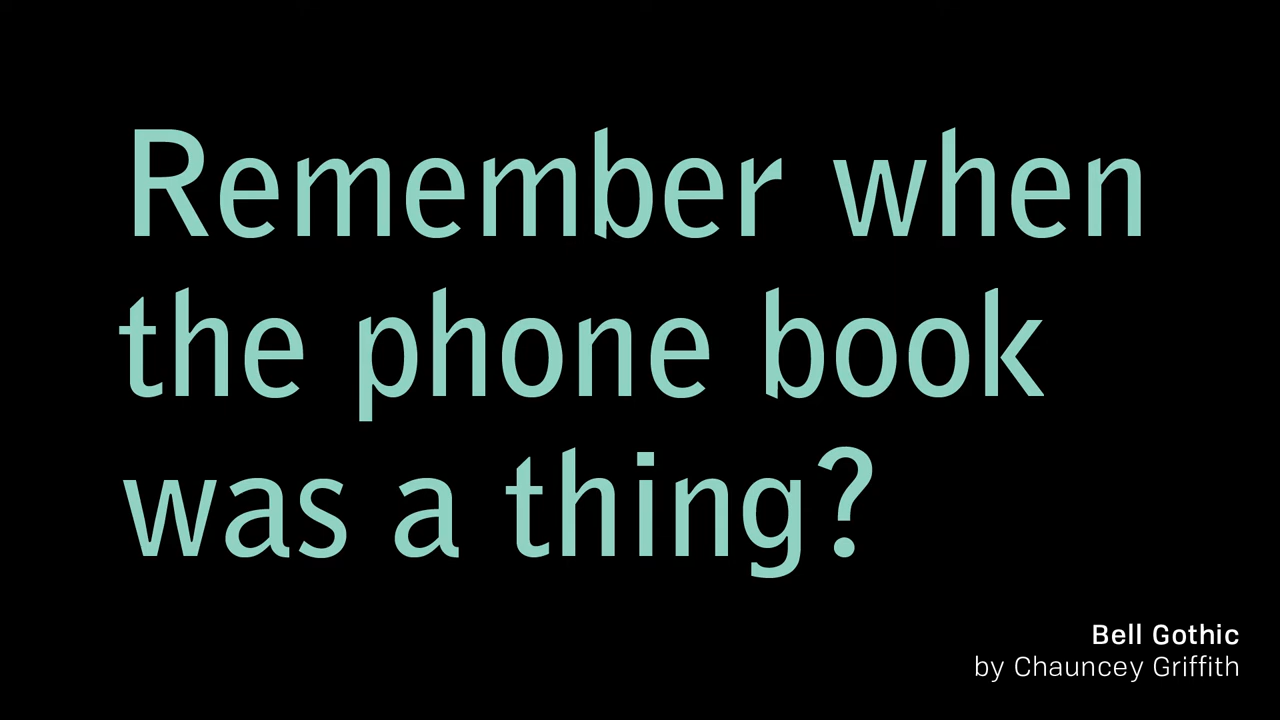 Remember when
the phone book
was a thing?
Bell Gothic
by Chauncey Griffith